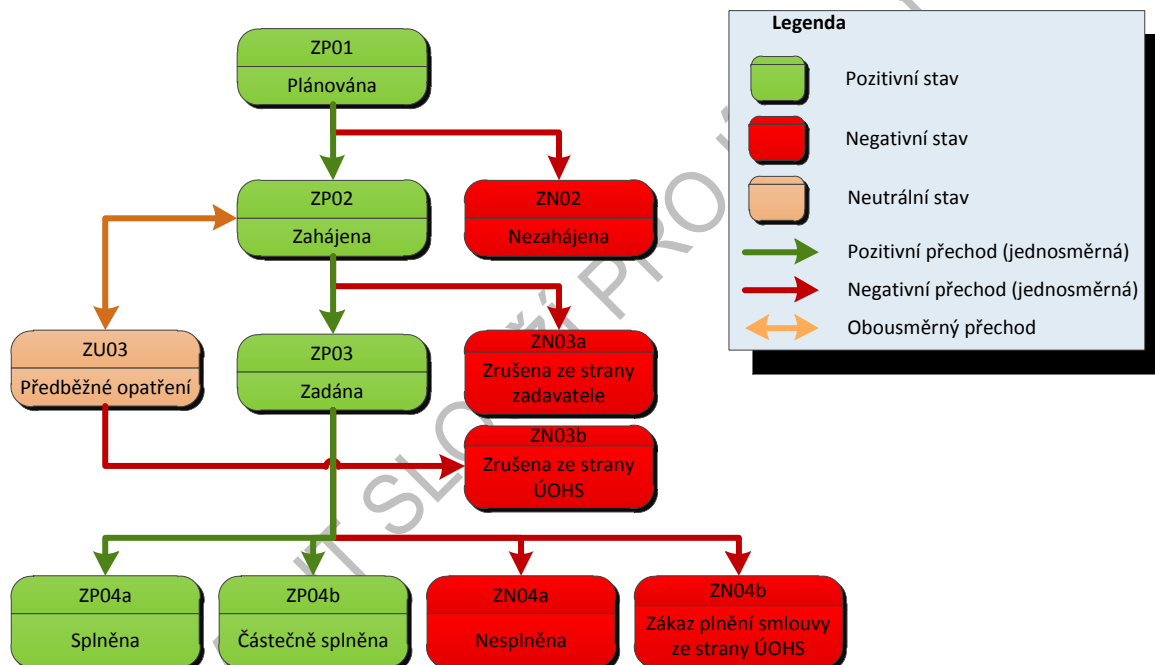 ZP01
Plánována
ZP02
Zahájena
ZN02
Nezahájena
ZU03
Předběžné opatření
ZP03
Zadána
ZN03a
Zrušena ze strany
zadavatele
ZN03b
Zrušena ze strany
ÚOHS
ZP04a
Splněna
ZP04b
Částečně splněna
ZN04a
Nesplněna
ZN04b
Zákaz plnění smlouvy
ze strany ÚOHS
Legenda
Pozitivní stav
Negativní stav
Neutrální stav
Pozitivní přechod (jednosměrná)
Negativní přechod (jednosměrná)
Obousměrný přechod